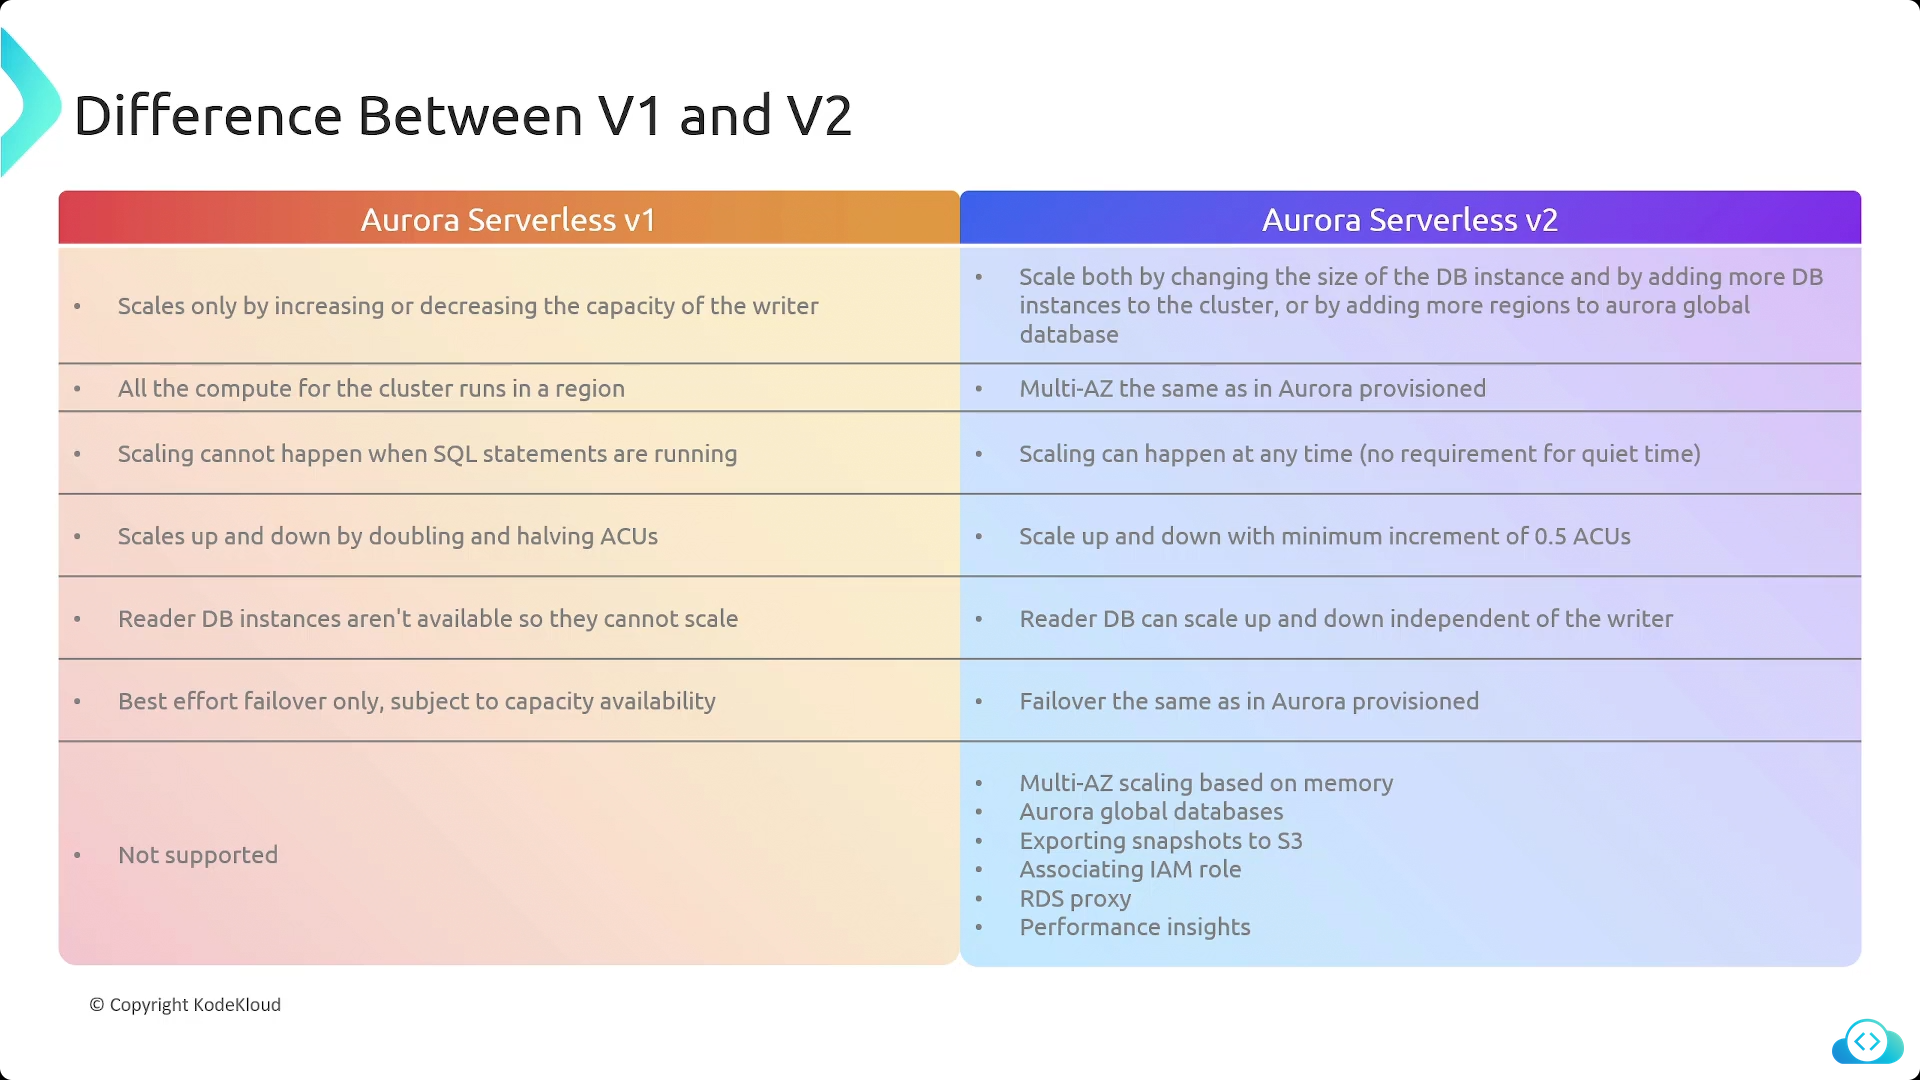 Difference Between V1 and V2
Aurora Serverless v1
Aurora Serverless v2
• Scales only by increasing or decreasing the capacity of the writer
• Scale both by changing the size of the DB instance and by adding more DB
instances to the cluster, or by adding more regions to aurora global
database
• All the compute for the cluster runs in a region
• Multi-AZ the same as in Aurora provisioned
• Scaling cannot happen when SQL statements are running
• Scaling can happen at any time (no requirement for quiet time)
• Scales up and down by doubling and halving ACUs
• Scale up and down with minimum increment of 0.5 ACUs
• Reader DB instances aren't available so they cannot scale
• Reader DB can scale up and down independent of the writer
• Best effort failover only, subject to capacity availability
• Failover the same as in Aurora provisioned
• Not supported
• Multi-AZ scaling based on memory
• Aurora global databases
• Exporting snapshots to S3
• Associating IAM role
• RDS proxy
• Performance insights
© Copyright KodeKloud